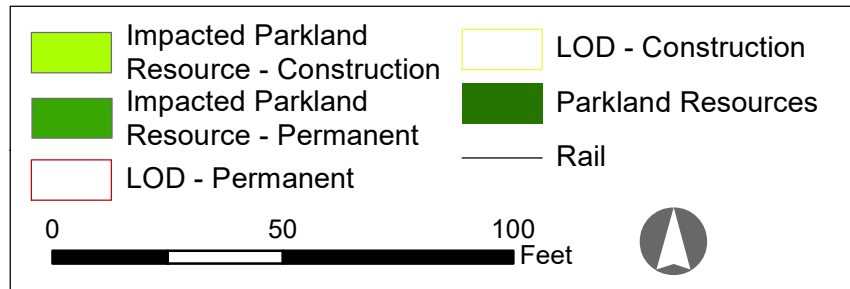 Impacted Parkland
Resource - Construction
Impacted Parkland
Resource - Permanent
LOD - Permanent
LOD - Construction
Parkland Resources
Rail
0 50 100
Feet